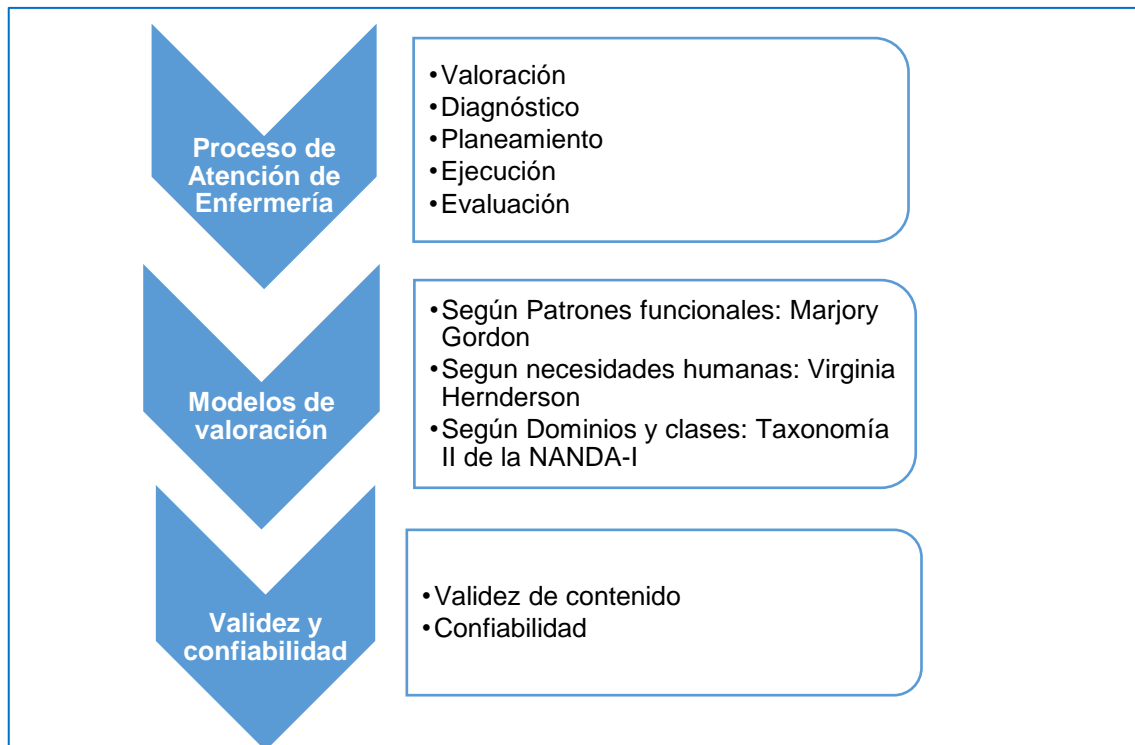 Proceso de
Atención de
Enfermería
•Valoración
•Diagnóstico
•Planeamiento
•Ejecución
•Evaluación
Modelos de
valoración
•Según Patrones funcionales: Marjory
Gordon
•Segun necesidades humanas: Virginia
Hernderson
•Según Dominios y clases: Taxonomía
II de la NANDA-I
Validez y
confiabilidad
•Validez de contenido
•Confiabilidad